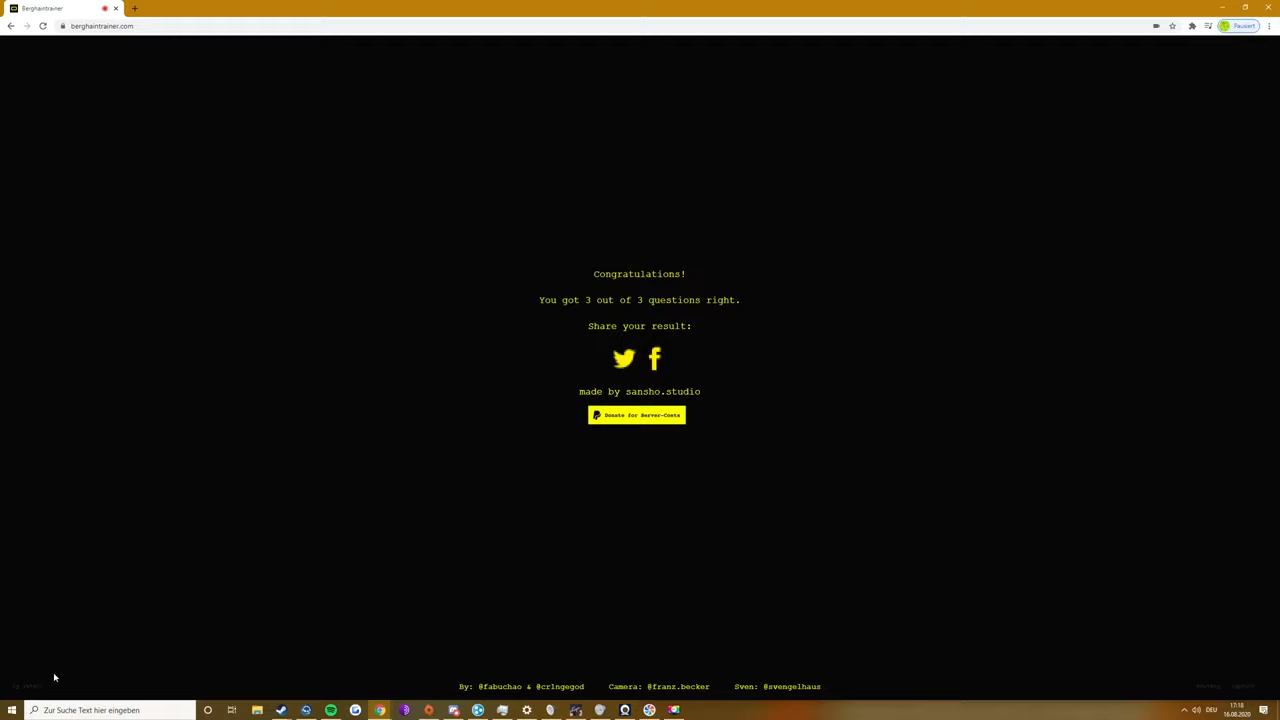 Berghaintrainer
berghaintrainer.com
Pausiert
Congratulations!
You got 3 out of 3 questions right.
Share your result:
made by sansho.studio
Donate for Server-Costs
By: @fabuchao & @crlngegod Camera: @franz.becker Sven: @svengelhaus
Zur Suche Text hier eingeben
DEU
17:18
16.08.2020